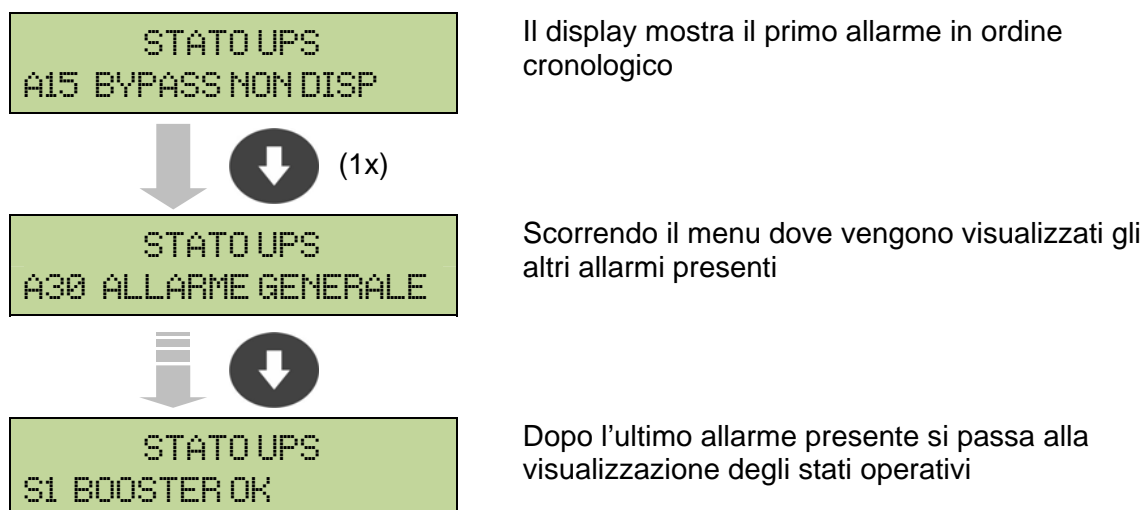 STATO UPS
A15 BYPASS NON DISP
Il display mostra il primo allarme in ordine
cronologico
(1x)
STATO UPS
A30 ALLARME GENERALE
Scorrendo il menu dove vengono visualizzati gli
altri allarmi presenti
STATO UPS
S1 BOOSTER OK
Dopo l'ultimo allarme presente si passa alla
visualizzazione degli stati operativi